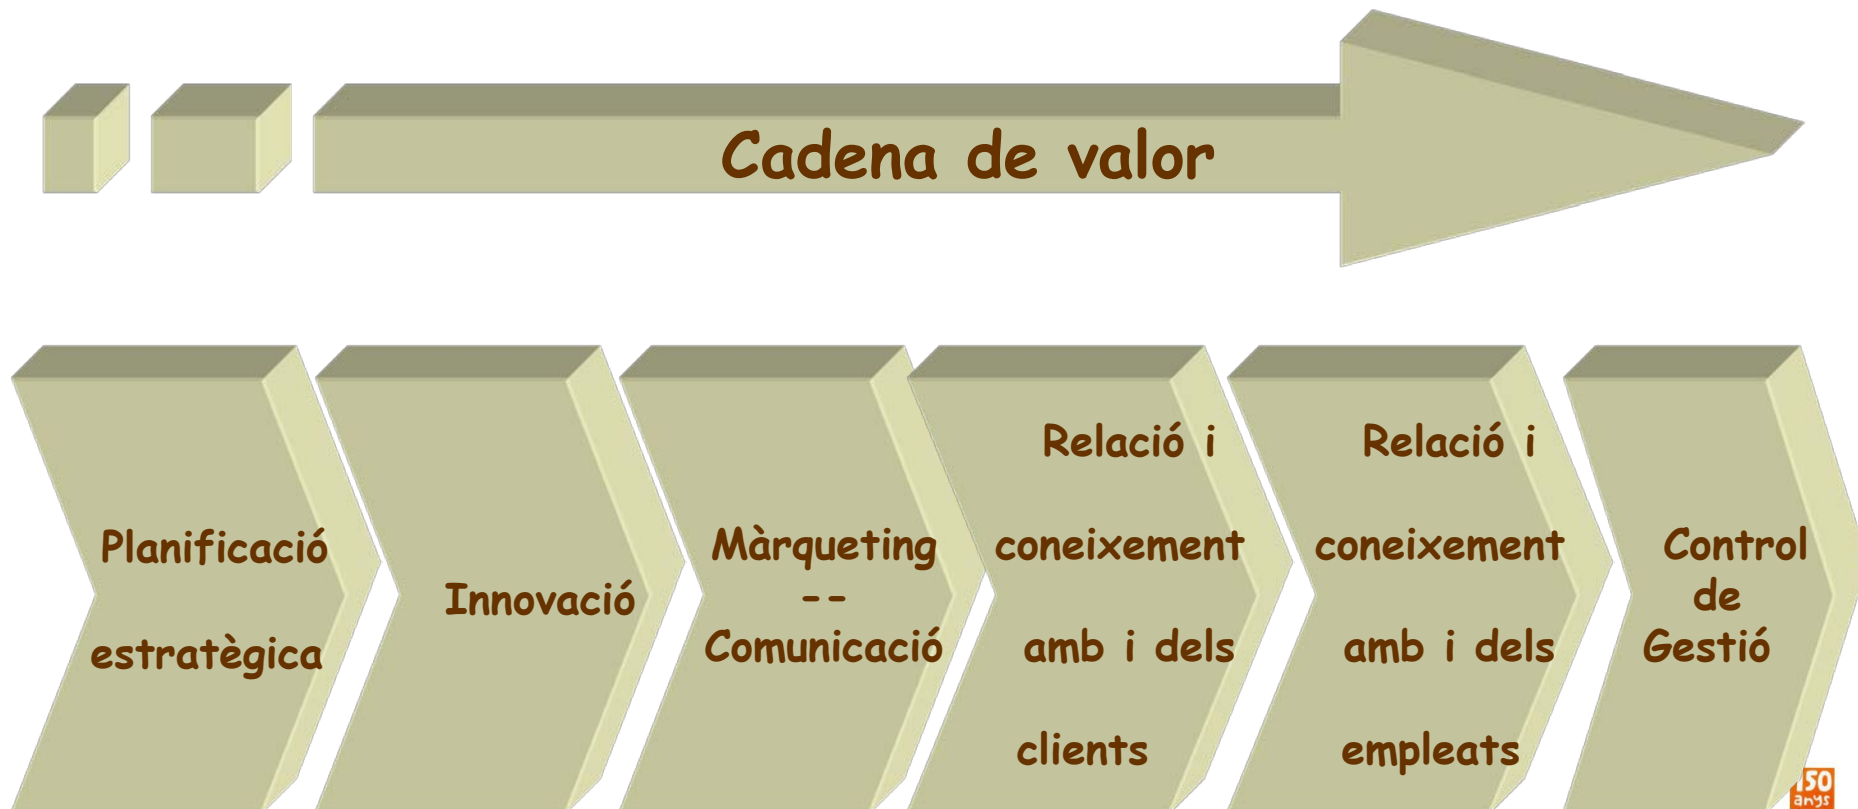 Cadena de valor
Planificació
estratègica
Innovació
Màrqueting
--
Comunicació
Relació i
coneixement
amb i dels
clients
Relació i
coneixement
amb i dels
empleats
Control
de
Gestió
150
anys